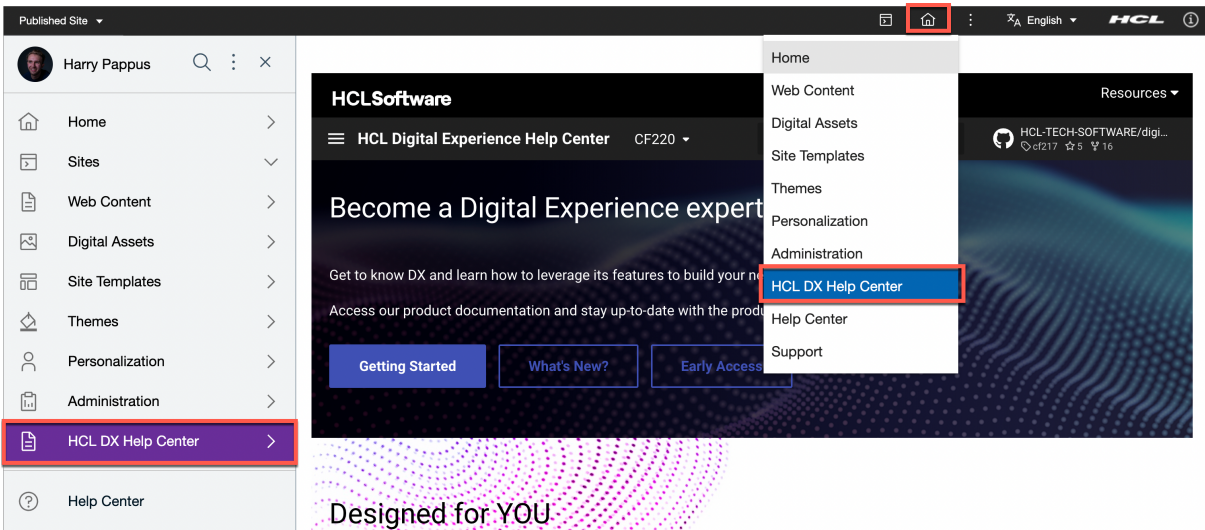 Published Site
English
HCL
Harry Pappus
Home
Sites
Web Content
Digital Assets
Site Templates
Themes
Personalization
Administration
HCL DX Help Center
Help Center
Home
Web Content
Digital Assets
Site Templates
Themes
Personalization
Administration
HCL DX Help Center
Help Center
Support
HCLSoftware
Resources
HCL Digital Experience Help Center CF220
HCL-TECH-SOFTWARE/digi...
cf217 5 16
Become a Digital Experience expert
Get to know DX and learn how to leverage its features to build your
Access our product documentation and stay up-to-date with the
Getting Started
What's New?
Early Access
Designed for YOU